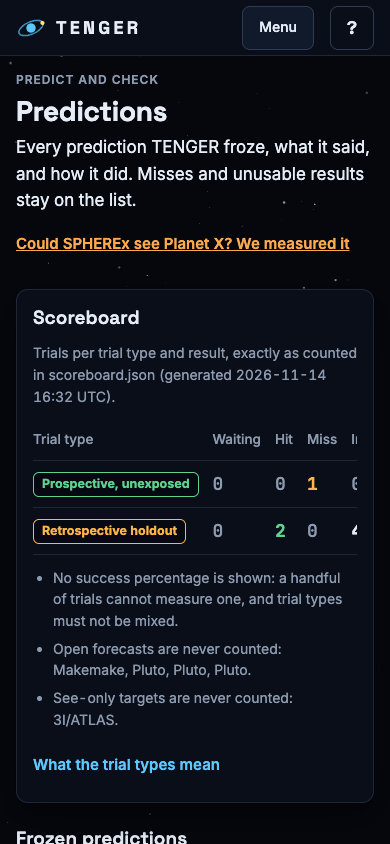 TENGER
Menu
?
PREDICT AND CHECK
Predictions
Every prediction TENGER froze, what it said,
and how it did. Misses and unusable results
stay on the list.
Could SPHEREx see Planet X? We measured it
Scoreboard
Trials per trial type and result, exactly as counted
in scoreboard.json (generated 2026-11-14
16:32 UTC).
Trial type Waiting Hit Miss
Prospective, unexposed 0 0 1
Retrospective holdout 0 2 0
• No success percentage is shown: a handful
of trials cannot measure one, and trial types
must not be mixed.
• Open forecasts are never counted:
Makemake, Pluto, Pluto, Pluto.
• See-only targets are never counted:
3I/ATLAS.
What the trial types mean
Frozen predictions